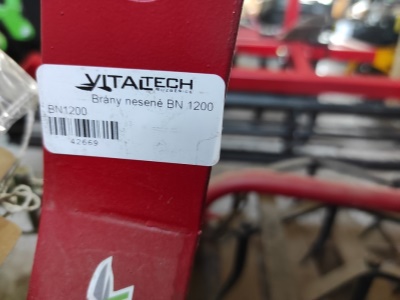 VITALTECH
Brány nesené BN 1200
BN1200
42669